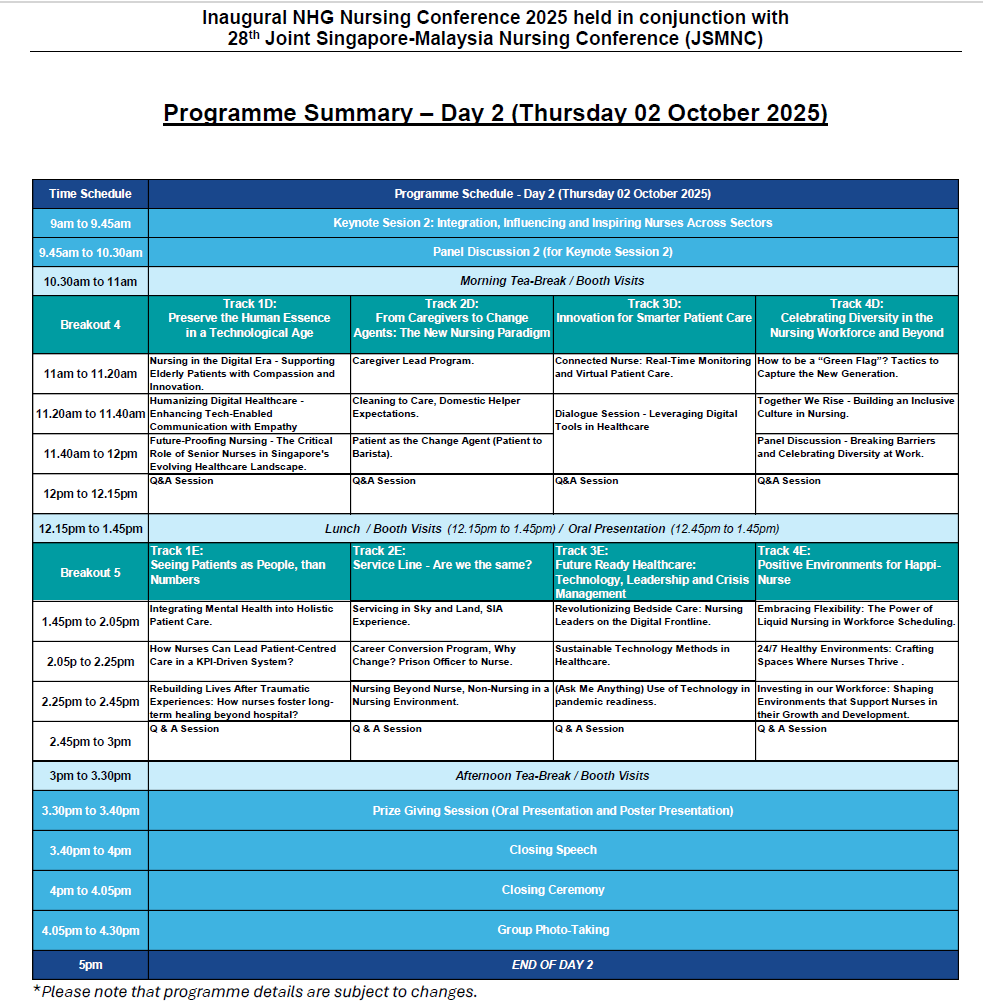 Inaugural NHG Nursing Conference 2025 held in conjunction with
28th Joint Singapore-Malaysia Nursing Conference (JSMNC)
Programme Summary – Day 2 (Thursday 02 October 2025)
Time Schedule
Programme Schedule - Day 2 (Thursday 02 October 2025)
9am to 9.45am
Keynote Sesion 2: Integration, Influencing and Inspiring Nurses Across Sectors
9.45am to 10.30am
Panel Discussion 2 (for Keynote Session 2)
10.30am to 11am
Morning Tea-Break / Booth Visits
Breakout 4
Track 1D:
Preserve the Human Essence
in a Technological Age
Track 2D:
From Caregivers to Change
Agents: The New Nursing Paradigm
Track 3D:
Innovation for Smarter Patient Care
Track 4D:
Celebrating Diversity in the
Nursing Workforce and Beyond
11am to 11.20am
Nursing in the Digital Era - Supporting
Elderly Patients with Compassion and
Innovation.
Caregiver Lead Program.
Connected Nurse: Real-Time Monitoring
and Virtual Patient Care.
How to be a “Green Flag”? Tactics to
Capture the New Generation.
11.20am to 11.40am
Humanizing Digital Healthcare -
Enhancing Tech-Enabled
Communication with Empathy
Cleaning to Care, Domestic Helper
Expectations.
Dialogue Session - Leveraging Digital
Tools in Healthcare
Together We Rise - Building an Inclusive
Culture in Nursing.
11.40am to 12pm
Future-Proofing Nursing - The Critical
Role of Senior Nurses in Singapore's
Evolving Healthcare Landscape.
Patient as the Change Agent (Patient to
Barista).
Panel Discussion - Breaking Barriers
and Celebrating Diversity at Work.
12pm to 12.15pm
Q&A Session
Q&A Session
Q&A Session
Q&A Session
12.15pm to 1.45pm
Lunch / Booth Visits (12.15pm to 1.45pm) / Oral Presentation (12.45pm to 1.45pm)
Breakout 5
Track 1E:
Seeing Patients as People, than
Numbers
Track 2E:
Service Line - Are we the same?
Track 3E:
Future Ready Healthcare:
Technology, Leadership and Crisis
Management
Track 4E:
Positive Environments for Happi-
Nurse
1.45pm to 2.05pm
Integrating Mental Health into Holistic
Patient Care.
Servicing in Sky and Land, SIA
Experience.
Revolutionizing Bedside Care: Nursing
Leaders on the Digital Frontline.
Embracing Flexibility: The Power of
Liquid Nursing in Workforce Scheduling.
2.05p to 2.25pm
How Nurses Can Lead Patient-Centred
Care in a KPI-Driven System?
Career Conversion Program, Why
Change? Prison Officer to Nurse.
Sustainable Technology Methods in
Healthcare.
24/7 Healthy Environments: Crafting
Spaces Where Nurses Thrive .
2.25pm to 2.45pm
Rebuilding Lives After Traumatic
Experiences: How nurses foster long-
term healing beyond hospital?
Nursing Beyond Nurse, Non-Nursing in a
Nursing Environment.
(Ask Me Anything) Use of Technology in
pandemic readiness.
Investing in our Workforce: Shaping
Environments that Support Nurses in
their Growth and Development.
2.45pm to 3pm
Q & A Session
Q & A Session
Q & A Session
Q & A Session
3pm to 3.30pm
Afternoon Tea-Break / Booth Visits
3.30pm to 3.40pm
Prize Giving Session (Oral Presentation and Poster Presentation)
3.40pm to 4pm
Closing Speech
4pm to 4.05pm
Closing Ceremony
4.05pm to 4.30pm
Group Photo-Taking
5pm
END OF DAY 2
*Please note that programme details are subject to changes.